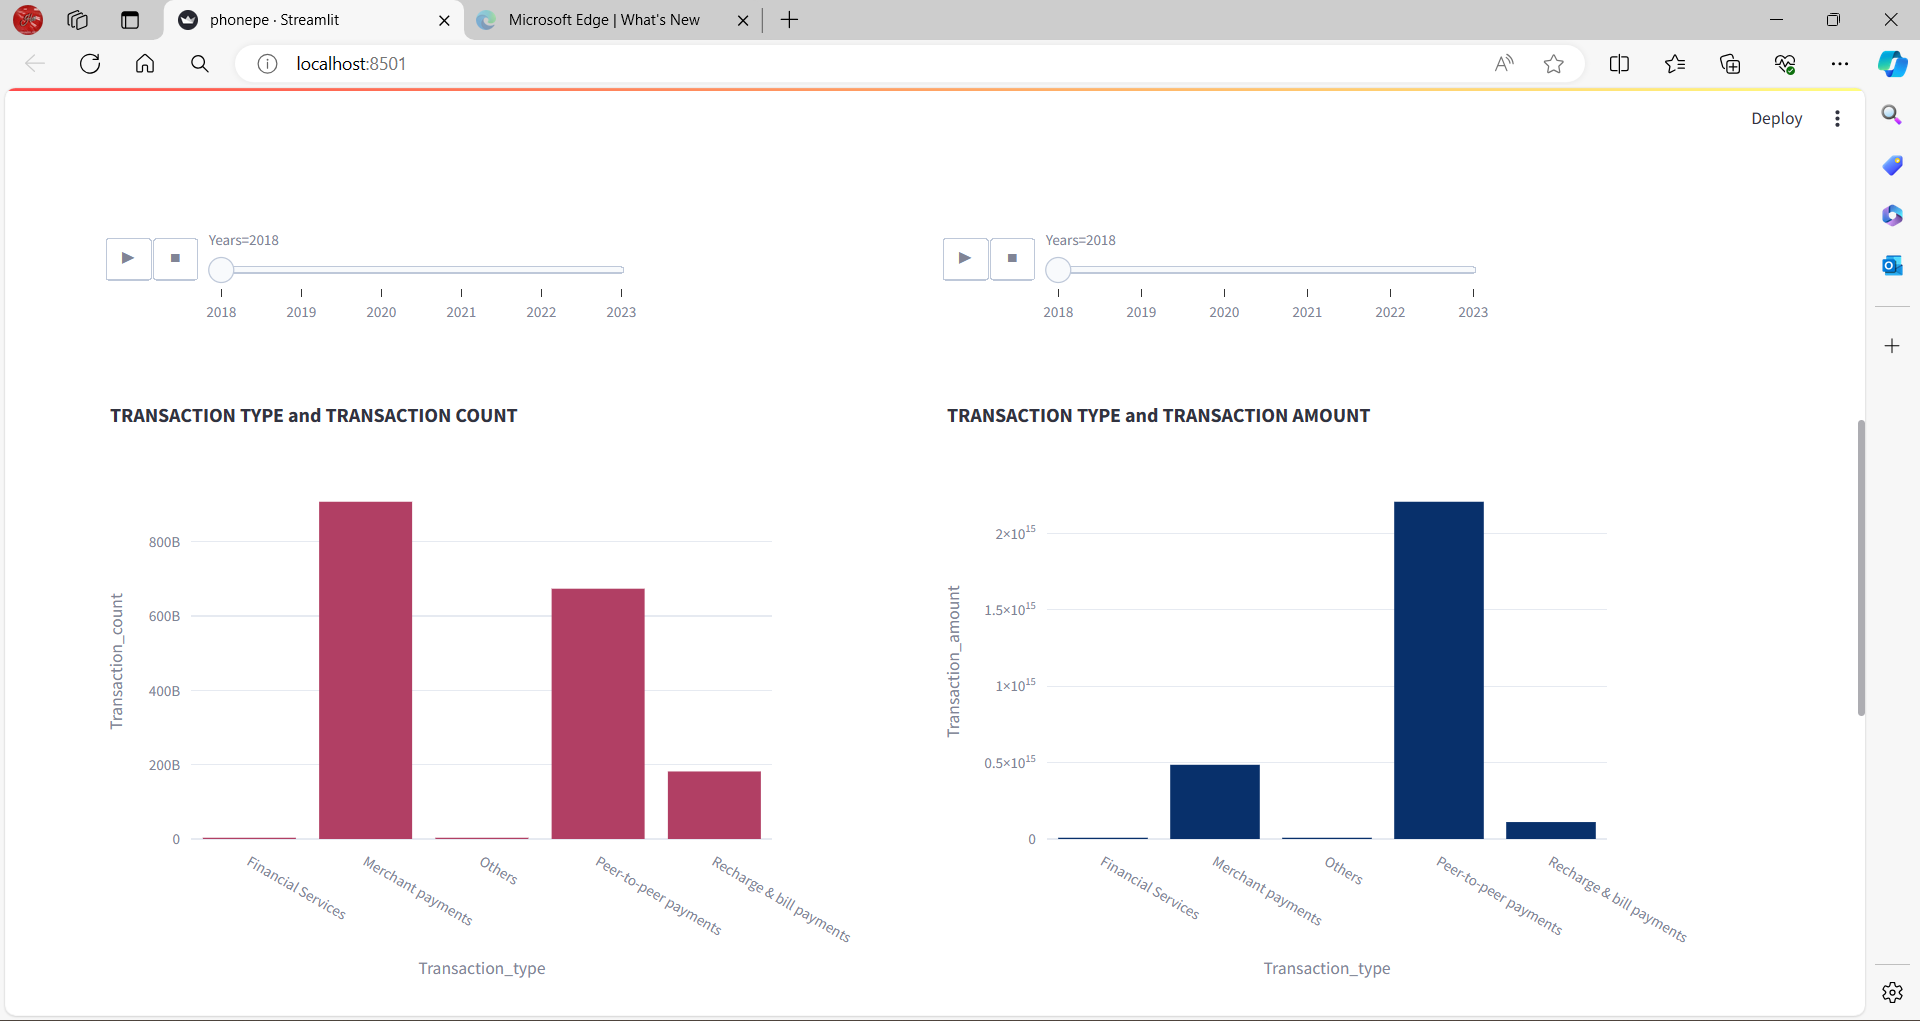 phonepe · Streamlit
Microsoft Edge | What's New
localhost:8501
Deploy
Years=2018
2018 2019 2020 2021 2022 2023
Years=2018
2018 2019 2020 2021 2022 2023
TRANSACTION TYPE and TRANSACTION COUNT
800B
600B
400B
200B
0
Transaction_count
Financial Services
Merchant payments
Others
Peer-to-peer payments
Recharge & bill payments
Transaction_type
TRANSACTION TYPE and TRANSACTION AMOUNT
2×10¹⁵
1.5×10¹⁵
1×10¹⁵
0.5×10¹⁵
0
Transaction_amount
Financial Services
Merchant payments
Others
Peer-to-peer payments
Recharge & bill payments
Transaction_type